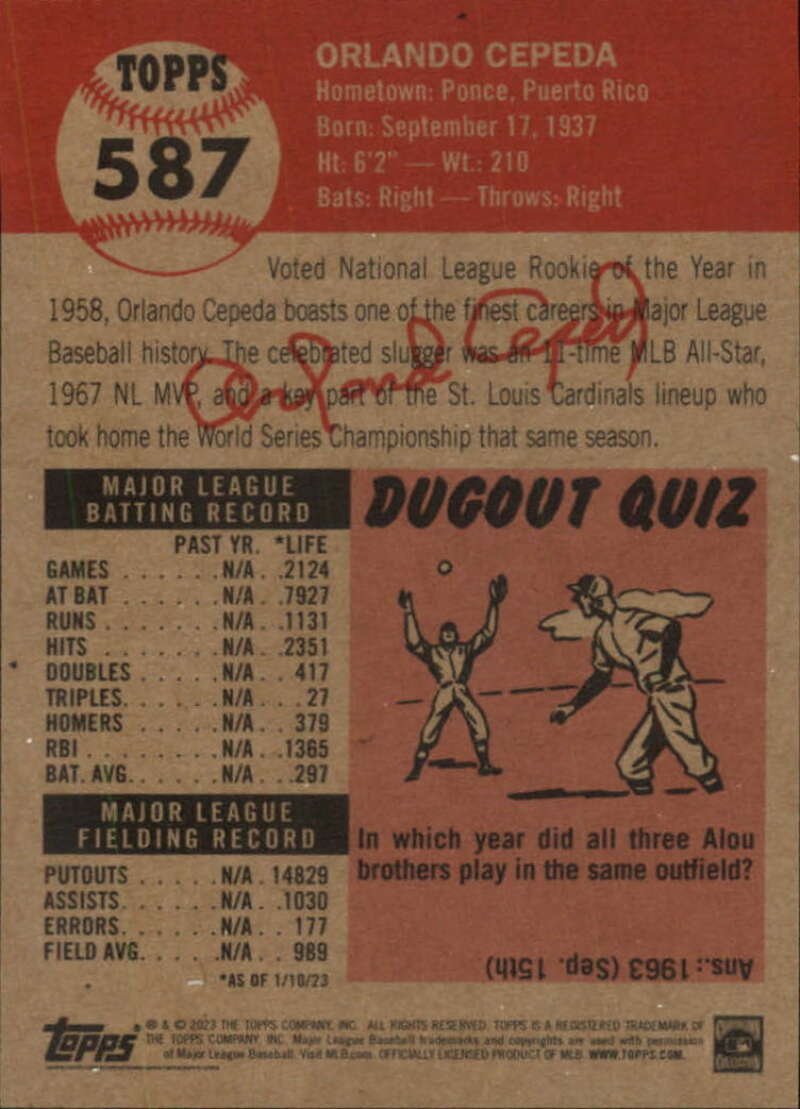 TOPPS
587
ORLANDO CEPEDA
Hometown: Ponce, Puerto Rico
Born: September 17, 1937
Ht: 6'2" — Wt.: 210
Bats: Right — Throws: Right
Voted National League Rookie of the Year in
1958, Orlando Cepeda boasts one of the finest careers in Major League
Baseball history. The celebrated slugger was an 11-time MLB All-Star,
1967 NL MVP, and a key part of the St. Louis Cardinals lineup who
took home the World Series Championship that same season.
Orlando Cepeda
MAJOR LEAGUE
BATTING RECORD
PAST YR. *LIFE
GAMES . . . . . . N/A . . 2124
AT BAT . . . . . . N/A . . 7927
RUNS . . . . . . . N/A . . 1131
HITS . . . . . . . N/A . . 2351
DOUBLES . . . . . N/A . . 417
TRIPLES. . . . . . N/A . . . 27
HOMERS . . . . . N/A . . 379
RBI . . . . . . . . N/A . . 1365
BAT. AVG. . . . . . N/A . . .297
MAJOR LEAGUE
FIELDING RECORD
PUTOUTS . . . . . N/A . 14829
ASSISTS. . . . . . N/A . . 1030
ERRORS. . . . . . N/A . . 177
FIELD AVG. . . . . N/A . . 989
*AS OF 1/10/23
DUGOUT QUIZ
In which year did all three Alou
brothers play in the same outfield?
Ans.: 1963 (Sep. 15th)
topps
® & © 2023 THE TOPPS COMPANY, INC. ALL RIGHTS RESERVED. TOPPS IS A REGISTERED TRADEMARK OF
THE TOPPS COMPANY, INC. Major League Baseball trademarks and copyrights are used with permission
of Major League Baseball. Visit MLB.com. OFFICIALLY LICENSED PRODUCT OF MLB. WWW.TOPPS.COM.